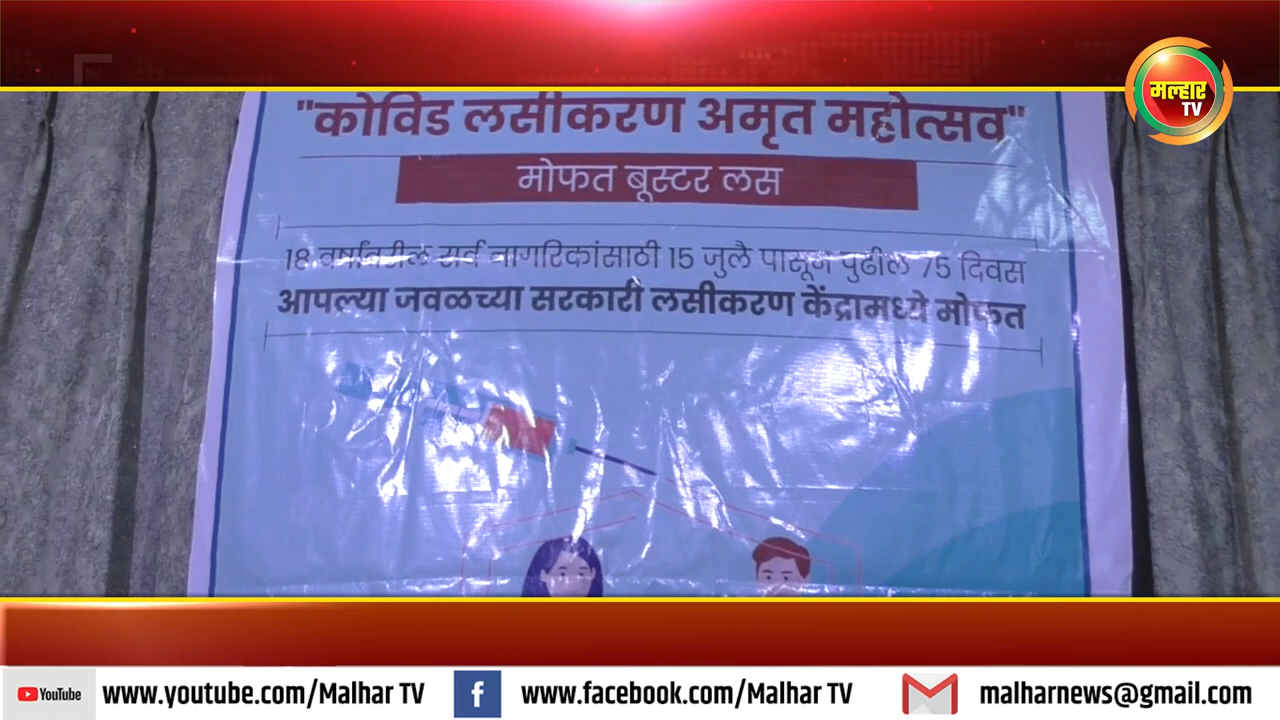 मल्हार
TV
"कोविड लसीकरण अमृत महोत्सव"
मोफत बूस्टर लस
18 वर्षांवरील सर्व नागरिकांसाठी 15 जुलै पासून पुढील 75 दिवस
आपल्या जवळच्या सरकारी लसीकरण केंद्रामध्ये मोफत
YouTube www.youtube.com/Malhar TV
www.facebook.com/Malhar TV
malharnews@gmail.com